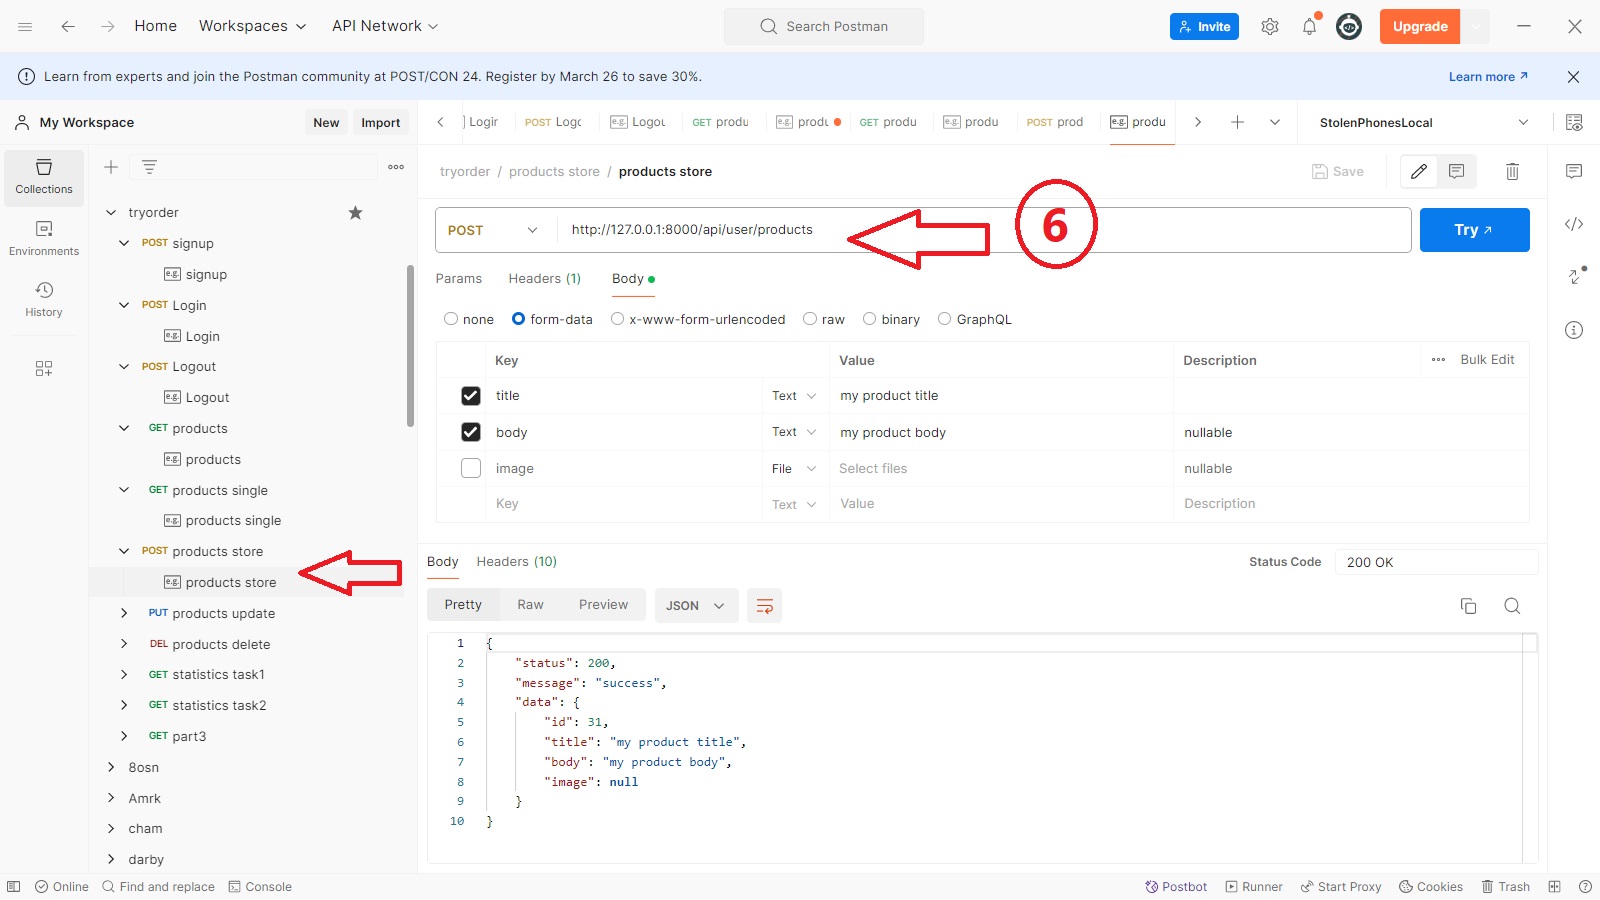 Home Workspaces API Network Search Postman Invite Upgrade
Learn from experts and join the Postman community at POST/CON 24. Register by March 26 to save 30%. Learn more
My Workspace New Import
Logir POST Logc e.g. Logou GET produ e.g. produ GET produ e.g. produ POST prod e.g. produ StolenPhonesLocal
Collections
Environments
History
tryorder
POST signup
e.g. signup
POST Login
e.g. Login
POST Logout
e.g. Logout
GET products
e.g. products
GET products single
e.g. products single
POST products store
e.g. products store
PUT products update
DEL products delete
GET statistics task1
GET statistics task2
GET part3
8osn
Amrk
cham
darby
tryorder / products store / products store Save
POST http://127.0.0.1:8000/api/user/products 6 Try
Params Headers (1) Body
none form-data x-www-form-urlencoded raw binary GraphQL
Key Value Description Bulk Edit
title Text my product title
body Text my product body nullable
image File Select files nullable
Key Text Value Description
Body Headers (10) Status Code 200 OK
Pretty Raw Preview JSON
1 {
2 "status": 200,
3 "message": "success",
4 "data": {
5 "id": 31,
6 "title": "my product title",
7 "body": "my product body",
8 "image": null
9 }
10 }
Online Find and replace Console Postbot Runner Start Proxy Cookies Trash